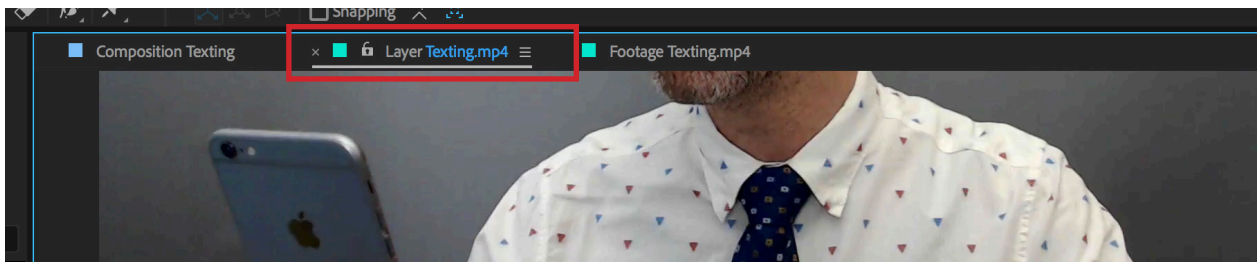 Snapping
Composition Texting
× Layer Texting.mp4 ≡
Footage Texting.mp4